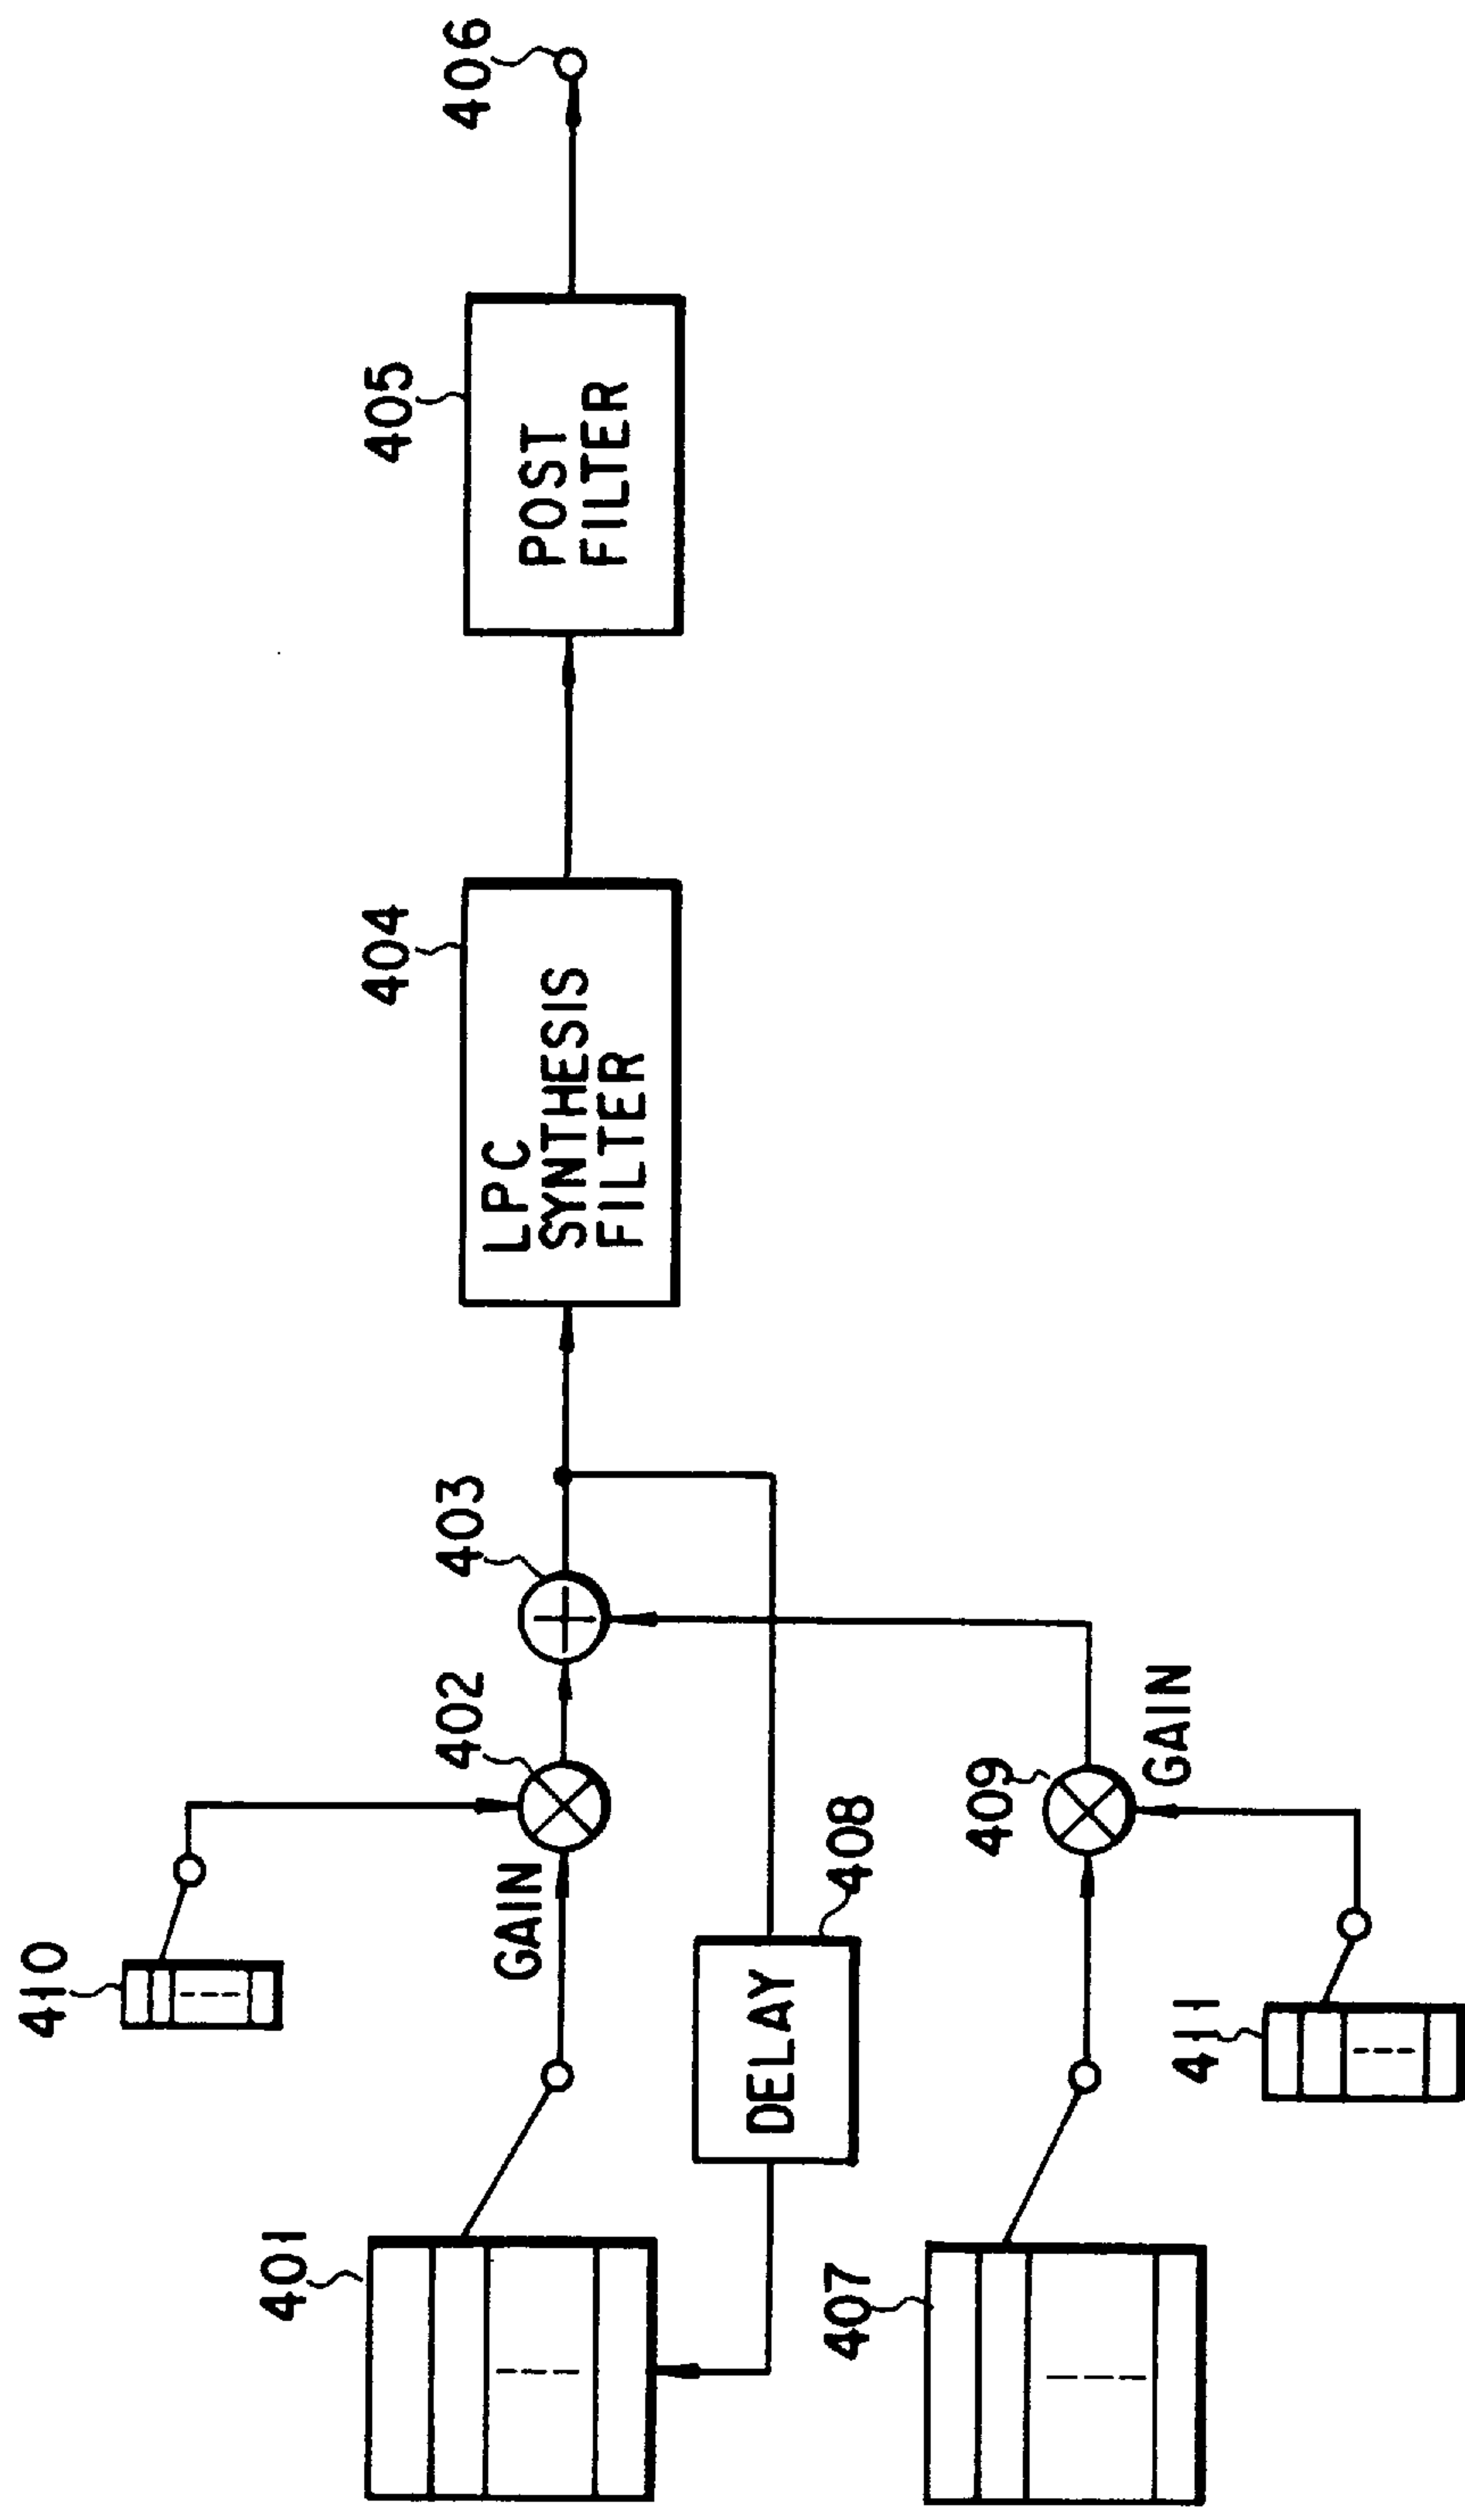 410
401
GAIN
402
403
404
LPC
SYNTHESIS
FILTER
405
POST
FILTER
406
DELAY
408
407
409
GAIN
411